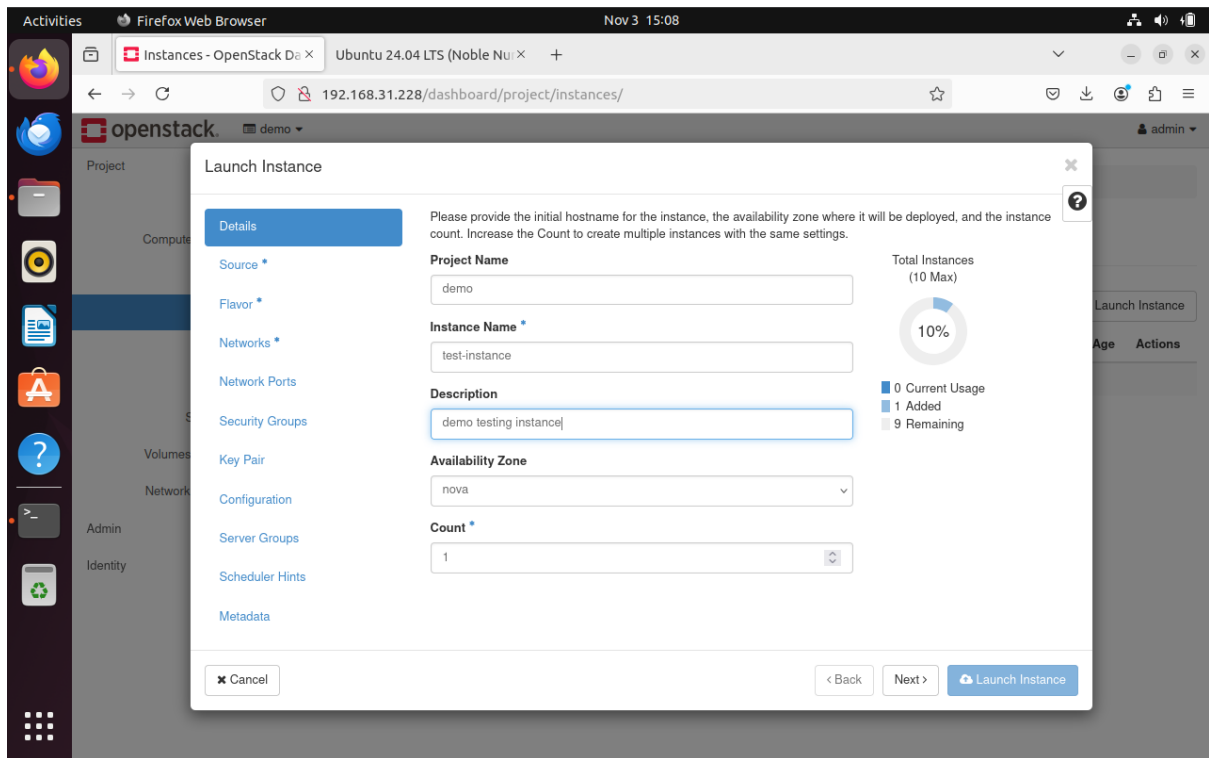 Activities Firefox Web Browser Nov 3 15:08
Instances - OpenStack Da × Ubuntu 24.04 LTS (Noble Nu × +
192.168.31.228/dashboard/project/instances/
openstack. demo admin
Project
Launch Instance
Compute
Details
Source *
Flavor *
Networks *
Network Ports
Security Groups
Key Pair
Configuration
Server Groups
Scheduler Hints
Metadata
Please provide the initial hostname for the instance, the availability zone where it will be deployed, and the instance
count. Increase the Count to create multiple instances with the same settings.
Project Name
demo
Instance Name *
test-instance
Description
demo testing instance
Availability Zone
nova
Count *
1
Total Instances
(10 Max)
10%
0 Current Usage
1 Added
9 Remaining
Launch Instance
Age Actions
S
Volumes
Network
Admin
Identity
× Cancel
< Back Next > Launch Instance